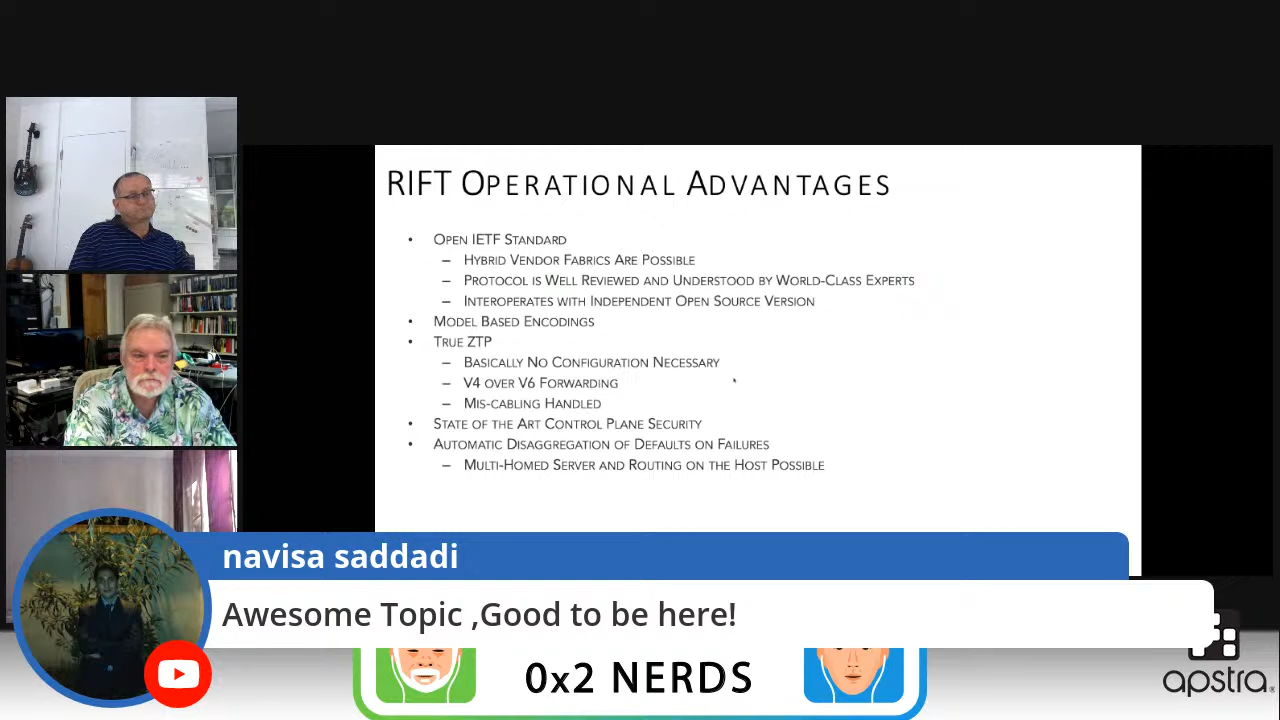 RIFT OPERATIONAL ADVANTAGES
• OPEN IETF STANDARD
– HYBRID VENDOR FABRICS ARE POSSIBLE
– PROTOCOL IS WELL REVIEWED AND UNDERSTOOD BY WORLD-CLASS EXPERTS
– INTEROPERATES WITH INDEPENDENT OPEN SOURCE VERSION
• MODEL BASED ENCODINGS
• TRUE ZTP
– BASICALLY NO CONFIGURATION NECESSARY
– V4 OVER V6 FORWARDING
– MIS-CABLING HANDLED
• STATE OF THE ART CONTROL PLANE SECURITY
• AUTOMATIC DISAGGREGATION OF DEFAULTS ON FAILURES
– MULTI-HOMED SERVER AND ROUTING ON THE HOST POSSIBLE
navisa saddadi
Awesome Topic ,Good to be here!
0x2 NERDS
apstra